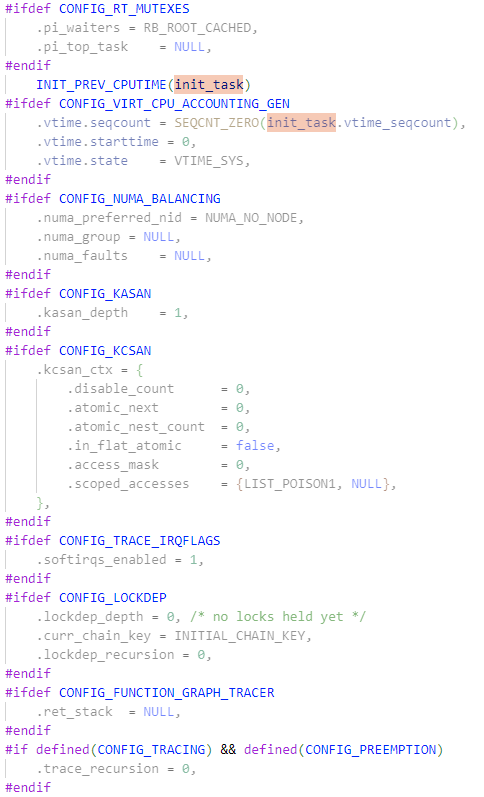 #ifdef CONFIG_RT_MUTEXES
    .pi_waiters = RB_ROOT_CACHED,
    .pi_top_task    = NULL,
#endif
    INIT_PREV_CPUTIME(init_task)
#ifdef CONFIG_VIRT_CPU_ACCOUNTING_GEN
    .vtime.seqcount = SEQCNT_ZERO(init_task.vtime_seqcount),
    .vtime.starttime = 0,
    .vtime.state    = VTIME_SYS,
#endif
#ifdef CONFIG_NUMA_BALANCING
    .numa_preferred_nid = NUMA_NO_NODE,
    .numa_group = NULL,
    .numa_faults    = NULL,
#endif
#ifdef CONFIG_KASAN
    .kasan_depth    = 1,
#endif
#ifdef CONFIG_KCSAN
    .kcsan_ctx = {
        .disable_count      = 0,
        .atomic_next        = 0,
        .atomic_nest_count  = 0,
        .in_flat_atomic     = false,
        .access_mask        = 0,
        .scoped_accesses    = {LIST_POISON1, NULL},
    },
#endif
#ifdef CONFIG_TRACE_IRQFLAGS
    .softirqs_enabled = 1,
#endif
#ifdef CONFIG_LOCKDEP
    .lockdep_depth = 0, /* no locks held yet */
    .curr_chain_key = INITIAL_CHAIN_KEY,
    .lockdep_recursion = 0,
#endif
#ifdef CONFIG_FUNCTION_GRAPH_TRACER
    .ret_stack  = NULL,
#endif
#if defined(CONFIG_TRACING) && defined(CONFIG_PREEMPTION)
    .trace_recursion = 0,
#endif